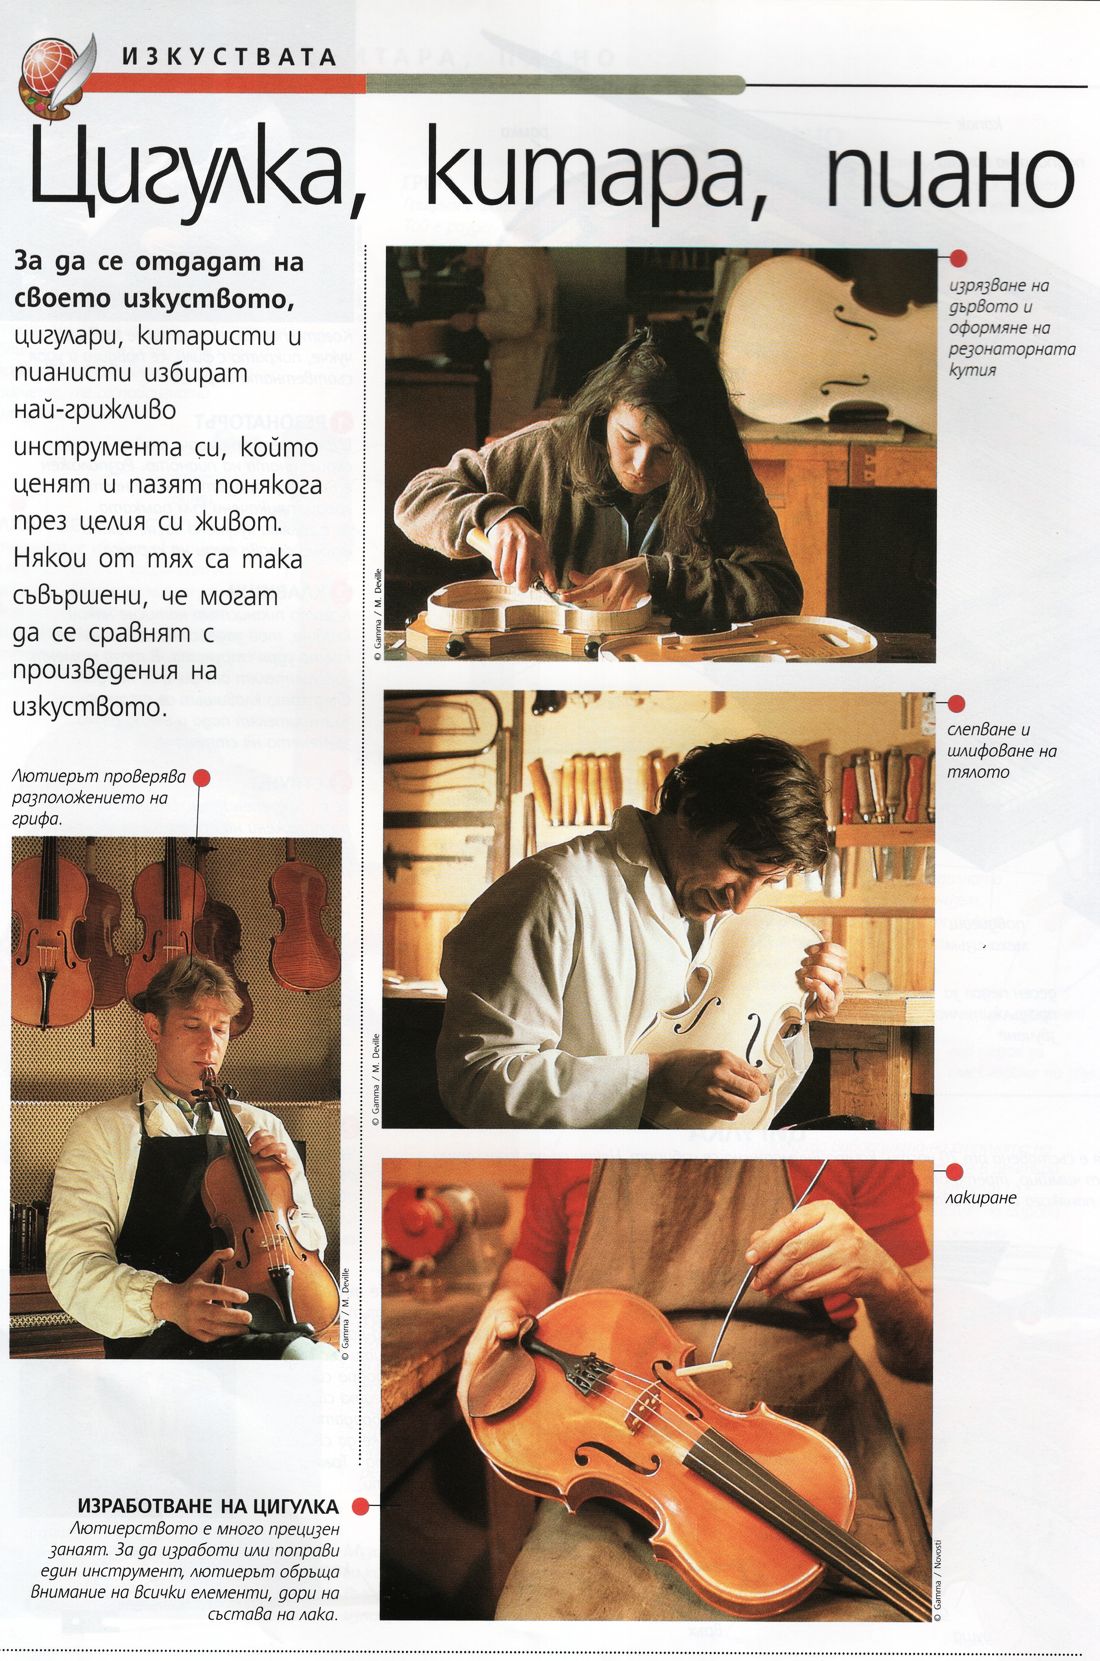 ИЗКУСТВАТА
Цигулка, китара, пиано
За да се отдадат на
своето изкуството,
цигулари, китаристи и
пианисти избират
най-грижливо
инструмента си, който
ценят и пазят понякога
през целия си живот.
Някои от тях са така
съвършени, че могат
да се сравнят с
произведения на
изкуството.
Лютиерът проверява
разположението на
грифа.
© Gamma / M. Deville
ИЗРАБОТВАНЕ НА ЦИГУЛКА
Лютиерството е много прецизен
занаят. За да изработи или поправи
един инструмент, лютиерът обръща
внимание на всички елементи, дори на
състава на лака.
изрязване на
дървото и
оформяне на
резонаторната
кутия
© Gamma / M. Deville
слепване и
шлифоване на
тялото
© Gamma / M. Deville
лакиране
© Gamma / Novosti